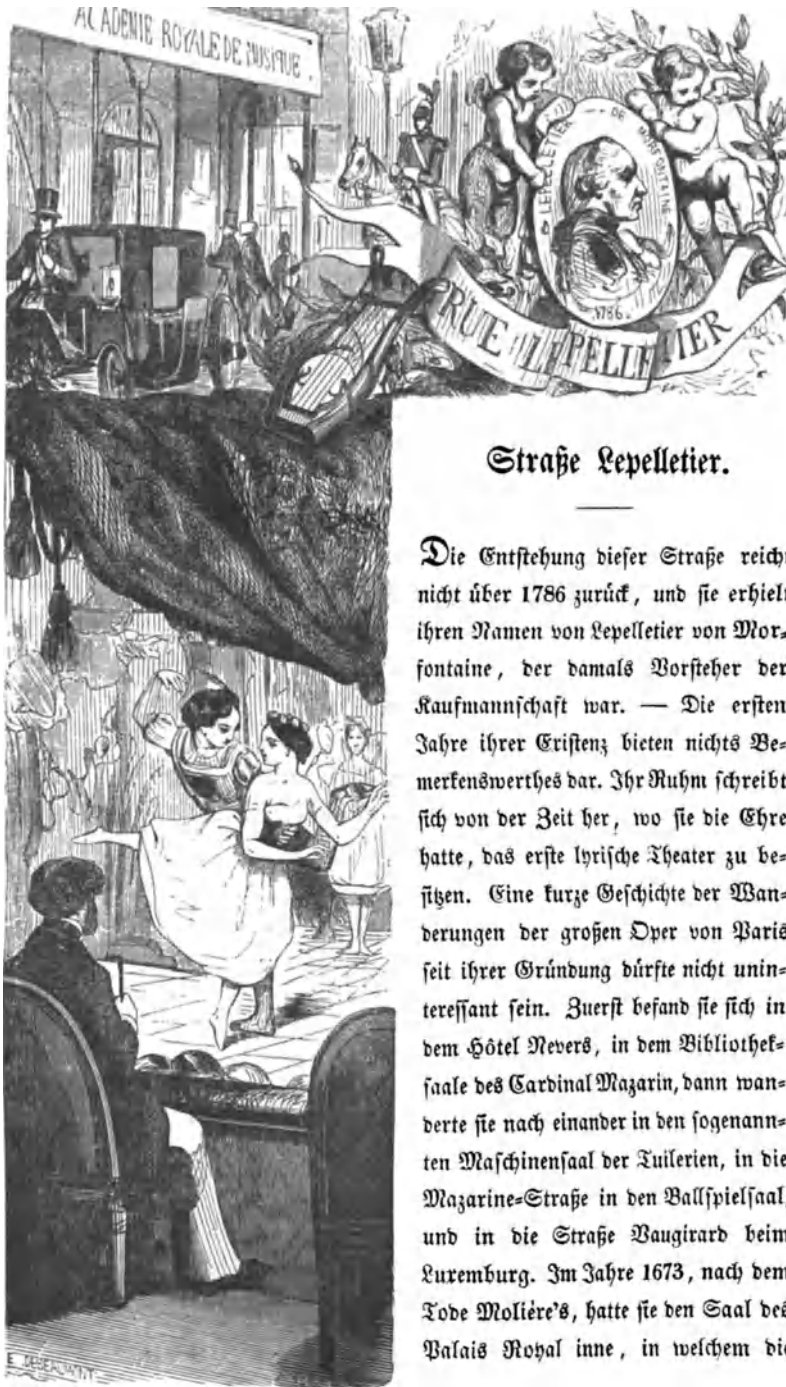 ACADEMIE ROYALE DE MUSIQUE.
LEPELLETIER — DE MORFONTAINE
1786.
RUE LEPELLETIER
Straße Lepelletier.
Die Entstehung dieser Straße reicht
nicht über 1786 zurück, und sie erhielt
ihren Namen von Lepelletier von Mor=
fontaine, der damals Vorsteher der
Kaufmannschaft war. — Die ersten
Jahre ihrer Existenz bieten nichts Be=
merkenswerthes dar. Ihr Ruhm schreibt
sich von der Zeit her, wo sie die Ehre
hatte, das erste lyrische Theater zu be=
sitzen. Eine kurze Geschichte der Wan=
derungen der großen Oper von Paris
seit ihrer Gründung dürfte nicht unin=
teressant sein. Zuerst befand sie sich in
dem Hôtel Nevers, in dem Bibliothek=
saale des Cardinal Mazarin, dann wan=
derte sie nach einander in den sogenann=
ten Maschinensaal der Tuilerien, in die
Mazarine=Straße in den Ballspielsaal,
und in die Straße Vaugirard beim
Luxemburg. Im Jahre 1673, nach dem
Tode Molière's, hatte sie den Saal des
Palais Royal inne, in welchem die
E. DEBEAUMONT.